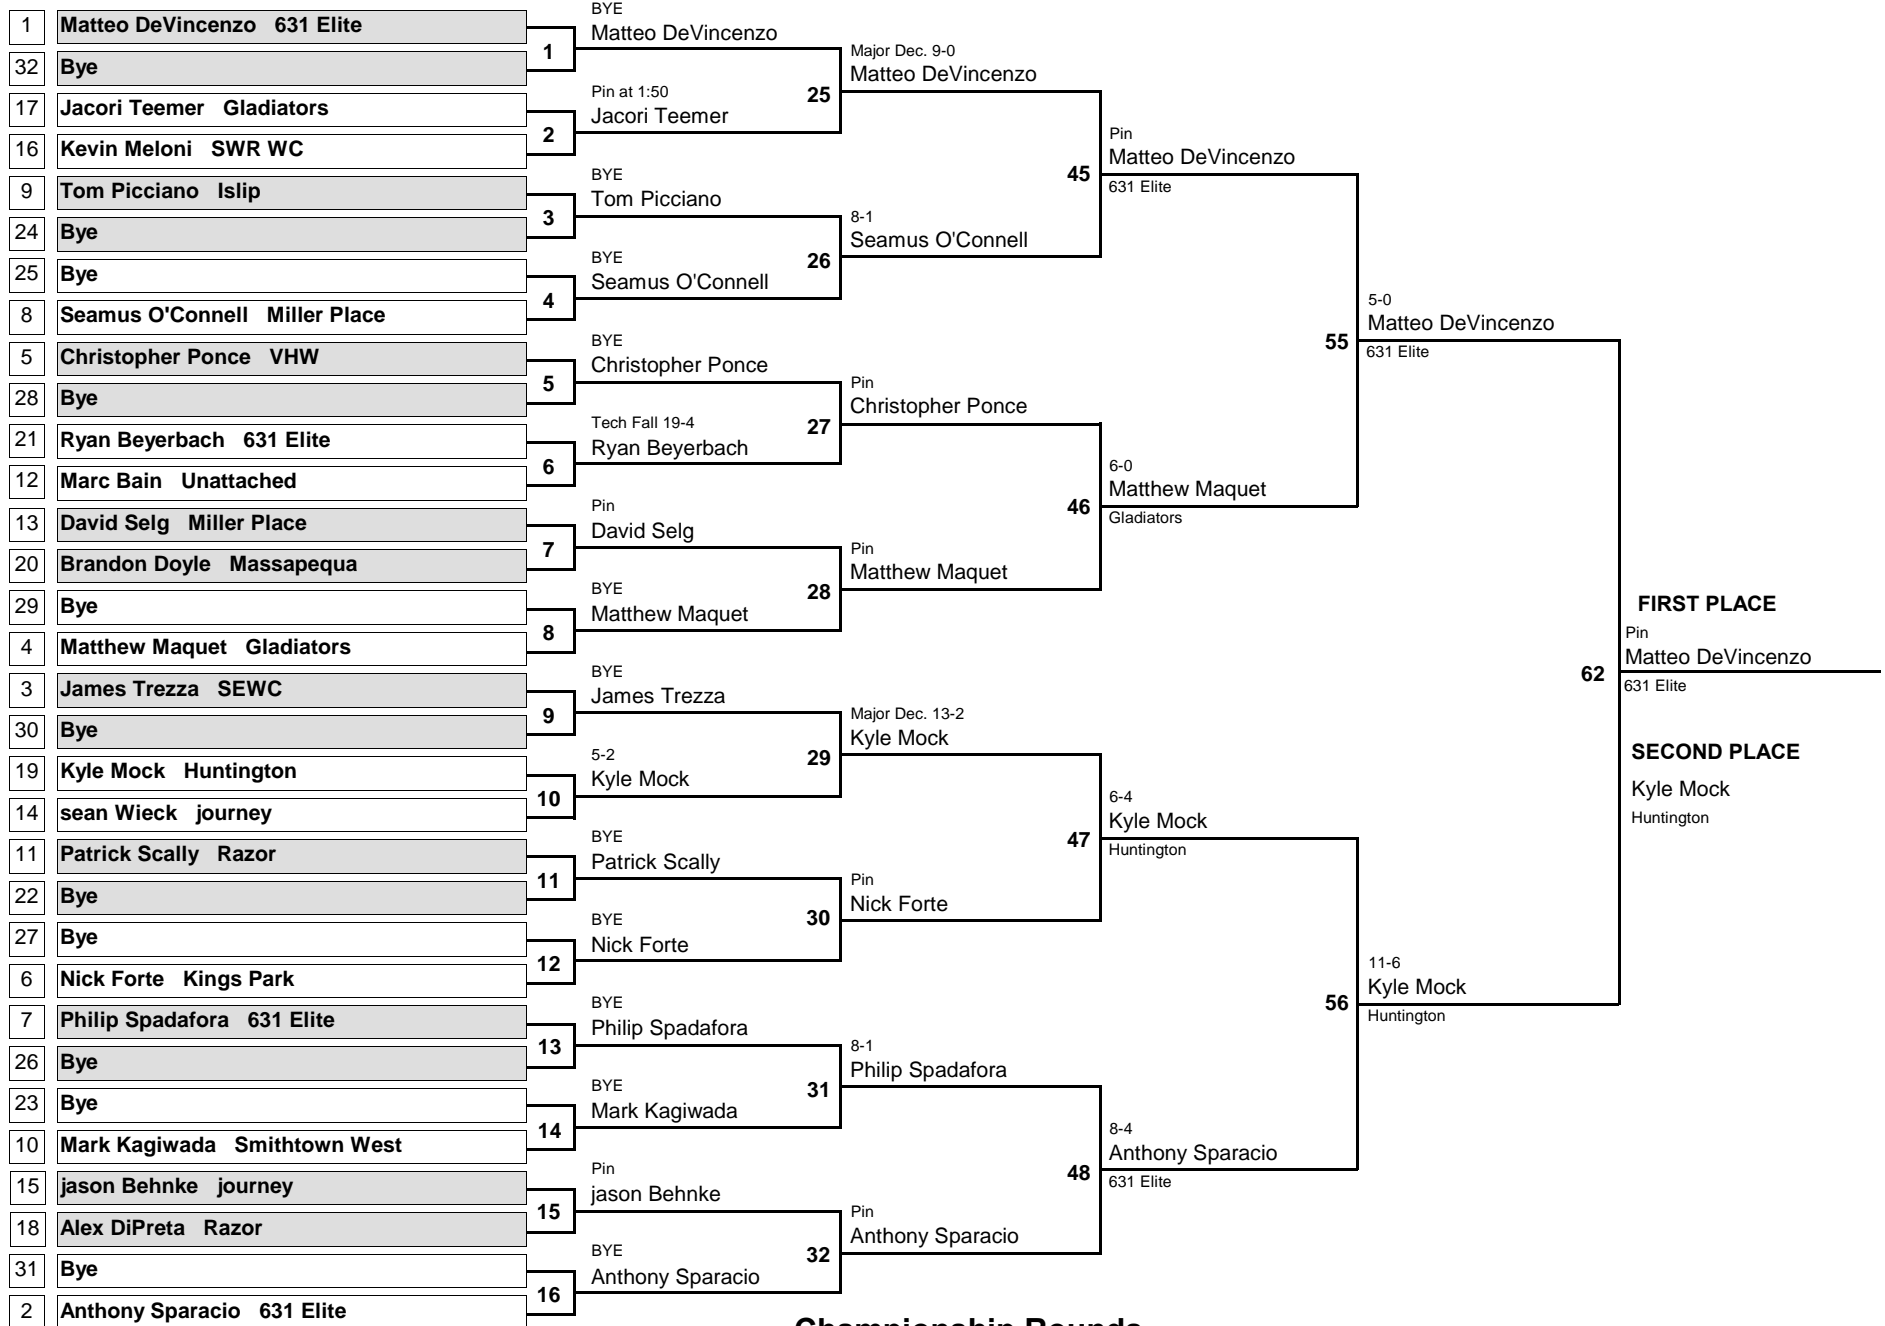 1 Matteo DeVincenzo 631 Elite
32 Bye
17 Jacori Teemer Gladiators
16 Kevin Meloni SWR WC
9 Tom Picciano Islip
24 Bye
25 Bye
8 Seamus O'Connell Miller Place
5 Christopher Ponce VHW
28 Bye
21 Ryan Beyerbach 631 Elite
12 Marc Bain Unattached
13 David Selg Miller Place
20 Brandon Doyle Massapequa
29 Bye
4 Matthew Maquet Gladiators
3 James Trezza SEWC
30 Bye
19 Kyle Mock Huntington
14 sean Wieck journey
11 Patrick Scally Razor
22 Bye
27 Bye
6 Nick Forte Kings Park
7 Philip Spadafora 631 Elite
26 Bye
23 Bye
10 Mark Kagiwada Smithtown West
15 jason Behnke journey
18 Alex DiPreta Razor
31 Bye
2 Anthony Sparacio 631 Elite
1
2
3
4
5
6
7
8
9
10
11
12
13
14
15
16
BYE
Matteo DeVincenzo
Pin at 1:50
Jacori Teemer
BYE
Tom Picciano
BYE
Seamus O'Connell
BYE
Christopher Ponce
Tech Fall 19-4
Ryan Beyerbach
Pin
David Selg
BYE
Matthew Maquet
BYE
James Trezza
5-2
Kyle Mock
BYE
Patrick Scally
BYE
Nick Forte
BYE
Philip Spadafora
BYE
Mark Kagiwada
Pin
jason Behnke
BYE
Anthony Sparacio
25
26
27
28
29
30
31
32
Major Dec. 9-0
Matteo DeVincenzo
8-1
Seamus O'Connell
Pin
Christopher Ponce
Pin
Matthew Maquet
Major Dec. 13-2
Kyle Mock
Pin
Nick Forte
8-1
Philip Spadafora
Pin
Anthony Sparacio
45
46
47
48
Pin
Matteo DeVincenzo
631 Elite
6-0
Matthew Maquet
Gladiators
6-4
Kyle Mock
Huntington
8-4
Anthony Sparacio
631 Elite
55
56
5-0
Matteo DeVincenzo
631 Elite
11-6
Kyle Mock
Huntington
62
FIRST PLACE
Pin
Matteo DeVincenzo
631 Elite
SECOND PLACE
Kyle Mock
Huntington
Championship Rounds